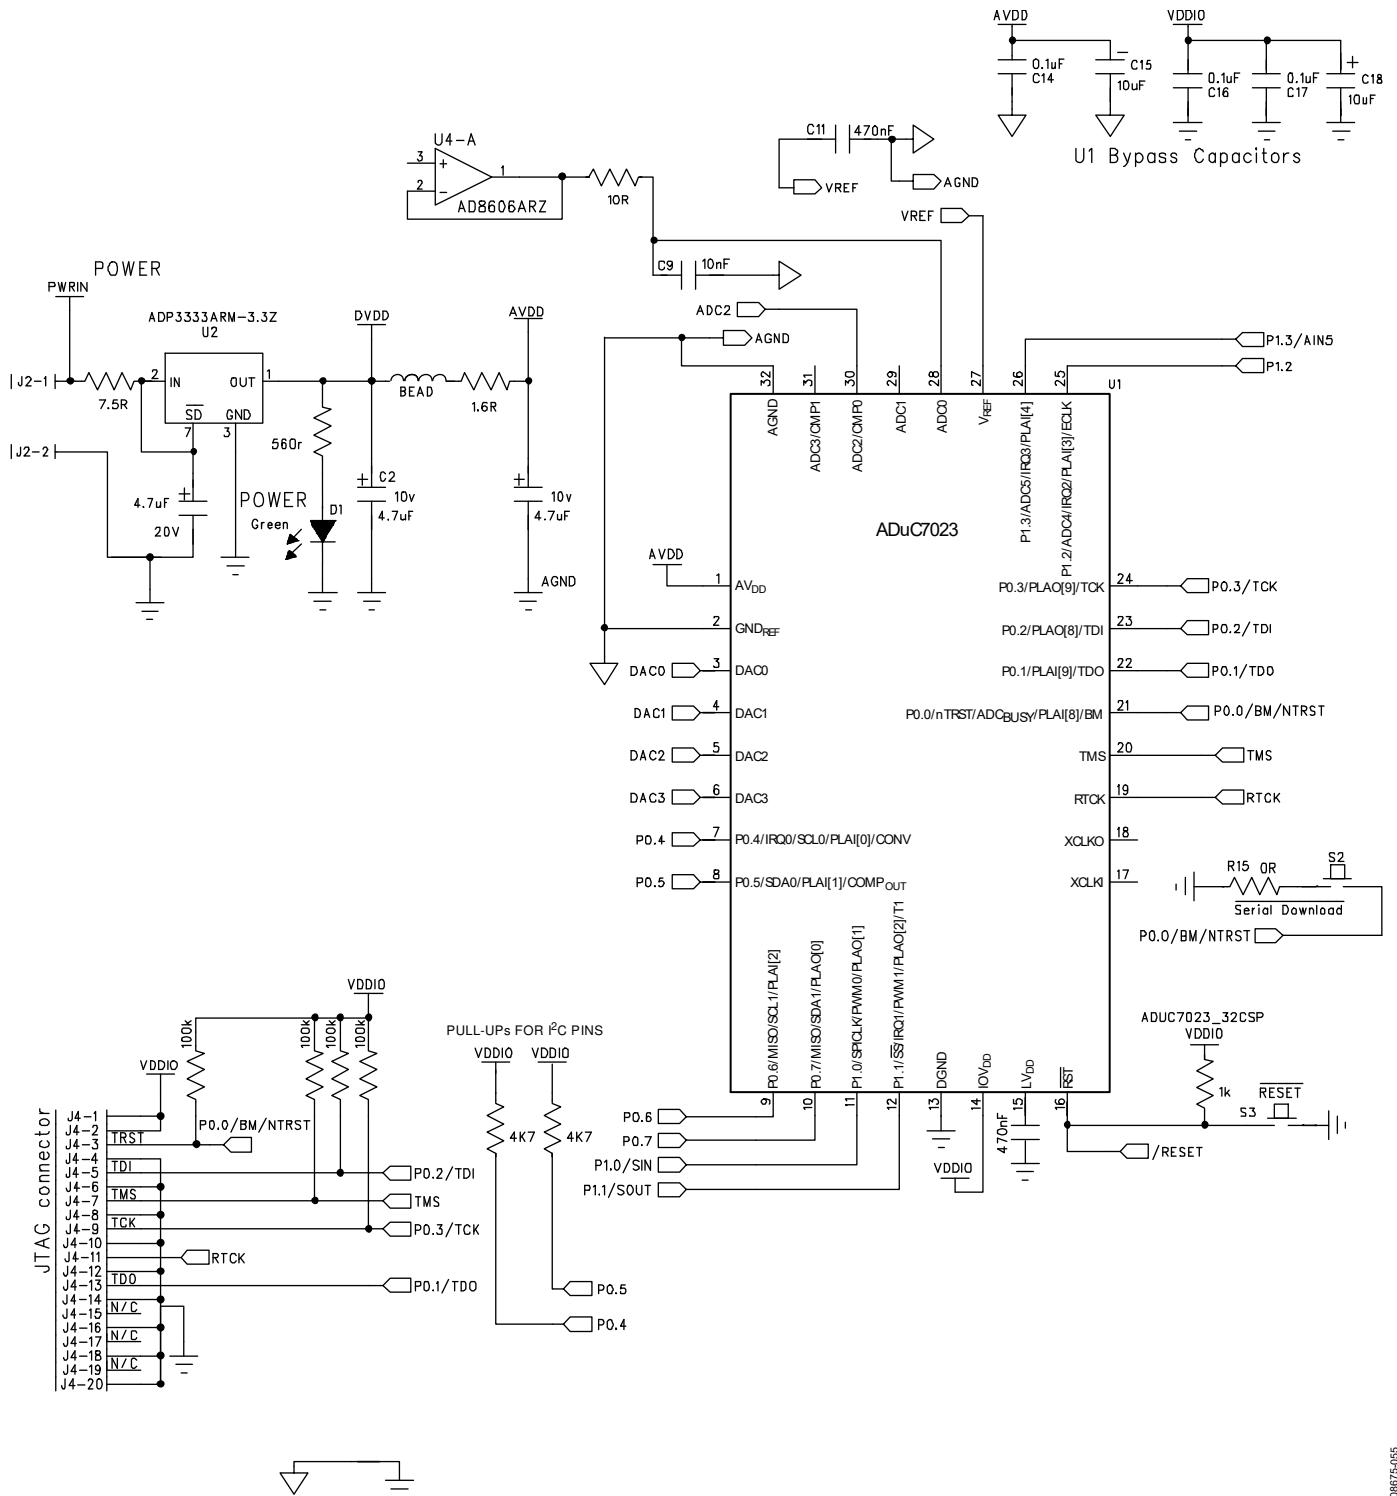 AVDD
VDDIO
0.1uF
C14
C15
10uF
0.1uF
C16
0.1uF
C17
C18
10uF
U1 Bypass Capacitors
C11
470nF
VREF
AGND
VREF
U4-A
3
2
1
AD8606ARZ
10R
C9
10nF
ADC2
AGND
POWER
PWRIN
ADP3333ARM-3.3Z
U2
DVDD
AVDD
J2-1
7.5R
2
IN
OUT
1
SD
GND
7
3
BEAD
1.6R
J2-2
560r
4.7uF
20V
POWER
Green
D1
C2
10v
4.7uF
10v
4.7uF
AGND
P1.3/AIN5
P1.2
32
31
30
29
28
27
26
25
U1
AGND
ADC3/CMP1
ADC2/CMP0
ADC1
ADC0
VREF
P1.3/ADC5/IRQ3/PLAI[4]
P1.2/ADC4/IRQ2/PLAI[3]/ECLK
ADuC7023
AVDD
1
AVDD
2
GNDREF
DAC0
3
DAC0
DAC1
4
DAC1
DAC2
5
DAC2
DAC3
6
DAC3
P0.4
7
P0.4/IRQ0/SCL0/PLAI[0]/CONV
P0.5
8
P0.5/SDA0/PLAI[1]/COMPOUT
P0.3/PLAO[9]/TCK
24
P0.3/TCK
P0.2/PLAO[8]/TDI
23
P0.2/TDI
P0.1/PLAI[9]/TDO
22
P0.1/TDO
P0.0/nTRST/ADCBUSY/PLAI[8]/BM
21
P0.0/BM/NTRST
TMS
20
TMS
RTCK
19
RTCK
XCLKO
18
XCLKI
17
R15
0R
S2
Serial Download
P0.0/BM/NTRST
P0.6/MISO/SCL1/PLAI[2]
P0.7/MISO/SDA1/PLAO[0]
P1.0/SPICLK/PWM0/PLAO[1]
P1.1/SS/IRQ1/PWM1/PLAO[2]/T1
DGND
IOVDD
LVDD
RST
9
10
11
12
13
14
15
16
P0.6
P0.7
P1.0/SIN
P1.1/SOUT
VDDIO
470nF
ADUC7023_32CSP
VDDIO
1k
S3
RESET
/RESET
VDDIO
100k
100k
100k
100k
VDDIO
JTAG connector
J4-1
J4-2
J4-3
TRST
P0.0/BM/NTRST
J4-4
J4-5
TDI
P0.2/TDI
J4-6
J4-7
TMS
TMS
J4-8
J4-9
TCK
P0.3/TCK
J4-10
J4-11
RTCK
J4-12
J4-13
TDO
P0.1/TDO
J4-14
J4-15
N/C
J4-16
J4-17
N/C
J4-18
J4-19
N/C
J4-20
PULL-UPs FOR I²C PINS
VDDIO
VDDIO
4K7
4K7
P0.5
P0.4
08675-055